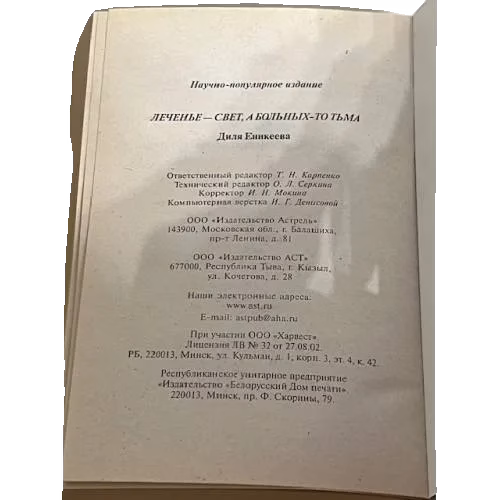 Научно-популярное издание
ЛЕЧЕНЬЕ — СВЕТ, А БОЛЬНЫХ-ТО ТЬМА
Диля Еникеева
Ответственный редактор Т. Н. Карпенко
Технический редактор О. Л. Серкина
Корректор И. Н. Мокина
Компьютерная верстка И. Г. Денисовой
ООО «Издательство Астрель»
143900, Московская обл., г. Балашиха,
пр-т Ленина, д. 81
ООО «Издательство АСТ»
677000, Республика Тыва, г. Кызыл,
ул. Кочетова, д. 28
Наши электронные адреса:
www.ast.ru
E-mail: astpub@aha.ru
При участии ООО «Харвест».
Лицензия ЛВ № 32 от 27.08.02.
РБ, 220013, Минск, ул. Кульман, д. 1, корп. 3, эт. 4, к. 42.
Республиканское унитарное предприятие
«Издательство «Белорусский Дом печати».
220013, Минск, пр. Ф. Скорины, 79.